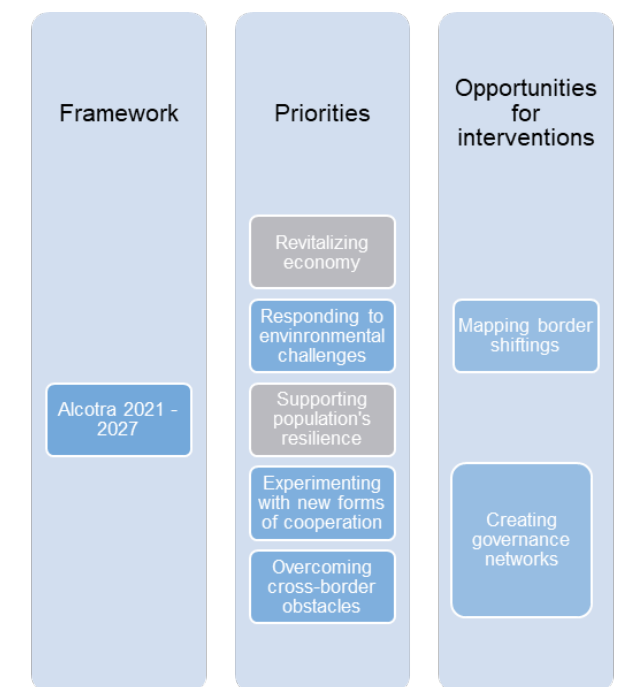 Framework
Alcotra 2021 -
2027
Priorities
Revitalizing
economy
Responding to
envinronmental
challenges
Supporting
population's
resilience
Experimenting
with new forms
of cooperation
Overcoming
cross-border
obstacles
Opportunities
for
interventions
Mapping border
shiftings
Creating
governance
networks